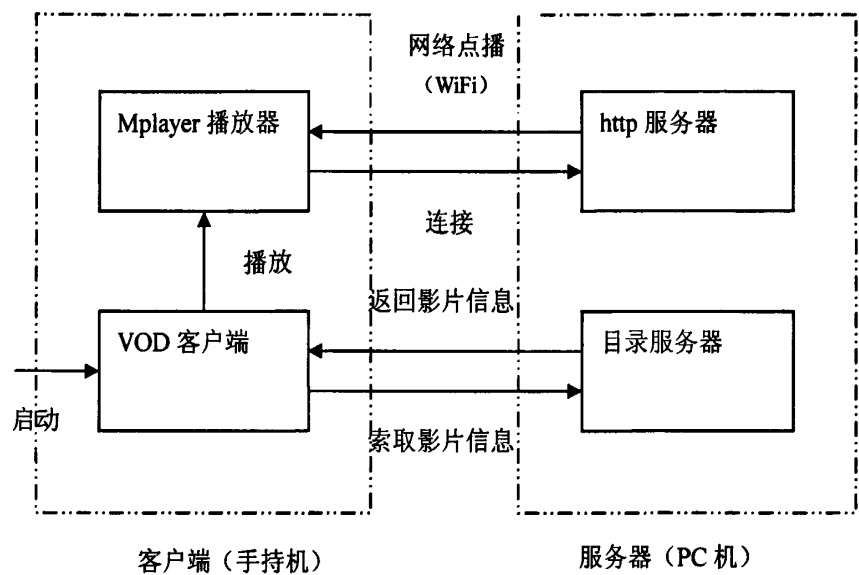 网络点播
（WiFi）
Mplayer 播放器
http 服务器
连接
播放
返回影片信息
VOD 客户端
目录服务器
启动
索取影片信息
客户端（手持机）
服务器（PC 机）